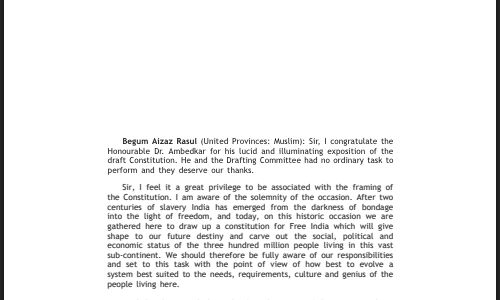 Begum Aizaz Rasul (United Provinces: Muslim): Sir, I congratulate the
Honourable Dr. Ambedkar for his lucid and illuminating exposition of the
draft Constitution. He and the Drafting Committee had no ordinary task to
perform and they deserve our thanks.
Sir, I feel it a great privilege to be associated with the framing of
the Constitution. I am aware of the solemnity of the occasion. After two
centuries of slavery India has emerged from the darkness of bondage
into the light of freedom, and today, on this historic occasion we are
gathered here to draw up a constitution for Free India which will give
shape to our future destiny and carve out the social, political and
economic status of the three hundred million people living in this vast
sub-continent. We should therefore be fully aware of our responsibilities
and set to this task with the point of view of how best to evolve a
system best suited to the needs, requirements, culture and genius of the
people living here.